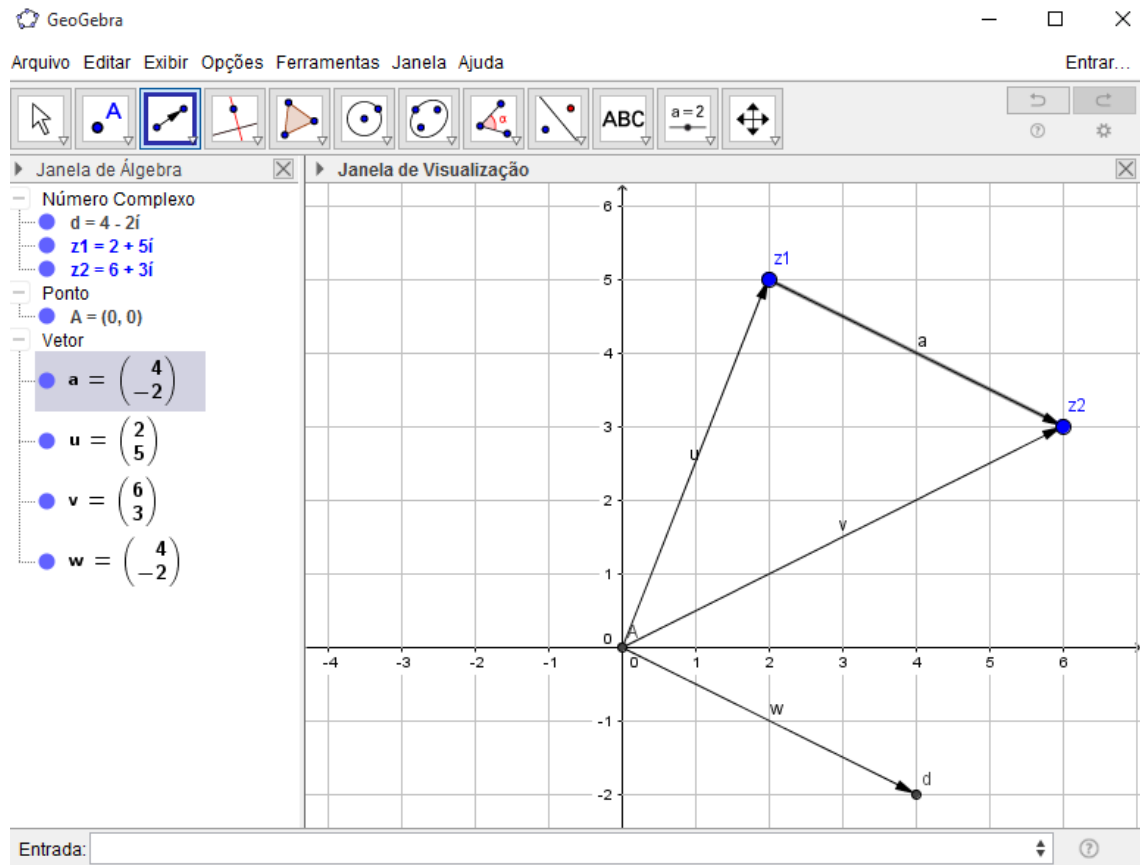 GeoGebra
Arquivo Editar Exibir Opções Ferramentas Janela Ajuda
Entrar...
A
α
ABC
a=2
Janela de Álgebra
Número Complexo
d = 4 - 2í
z1 = 2 + 5í
z2 = 6 + 3í
Ponto
A = (0, 0)
Vetor
a = ( 4 −2 )
u = ( 2 5 )
v = ( 6 3 )
w = ( 4 −2 )
Janela de Visualização
6
z1
5
a
4
z2
3
u
2
v
1
A
0
-4 -3 -2 -1 0 1 2 3 4 5 6
w
-1
d
-2
Entrada: